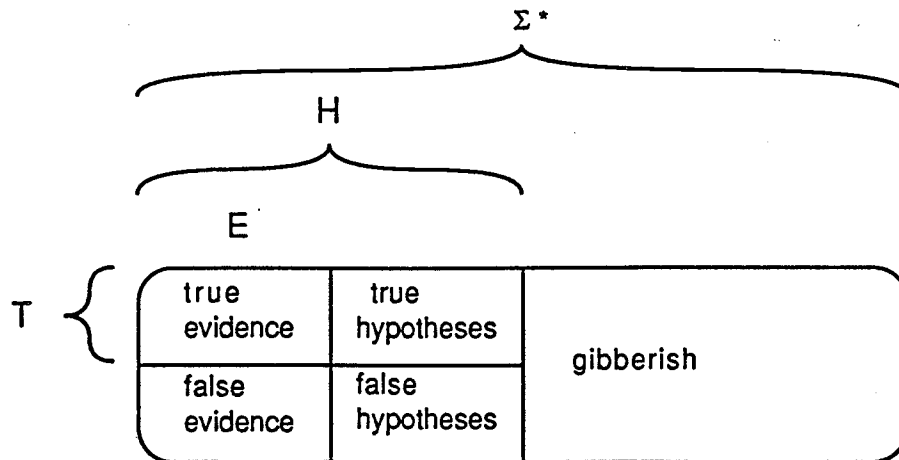 Σ*
H
E
T
true
evidence
true
hypotheses
gibberish
false
evidence
false
hypotheses